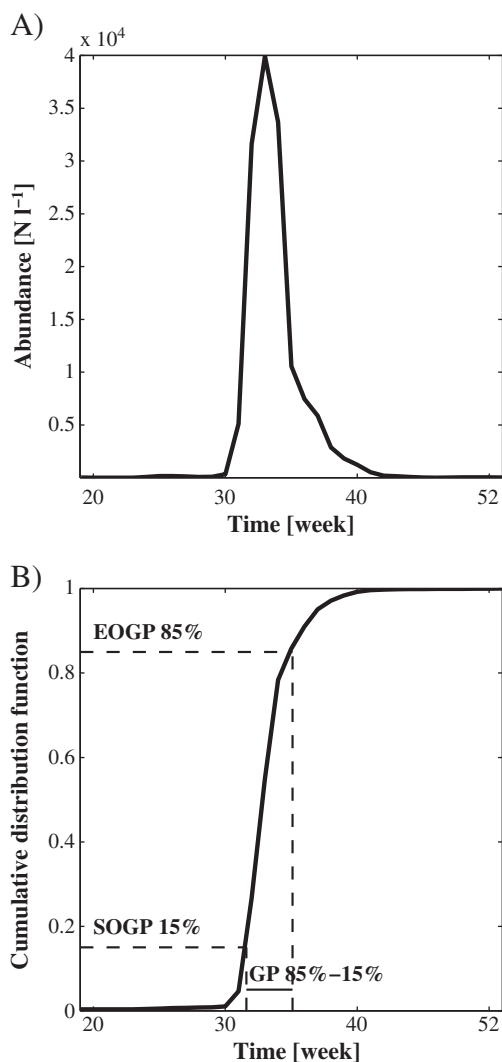 A)
x 10⁴
4
3.5
3
2.5
2
1.5
1
0.5
Abundance [N l⁻¹]
20 30 40 52
Time [week]
B)
1
0.8
0.6
0.4
0.2
0
Cumulative distribution function
EOGP 85%
SOGP 15%
GP 85%−15%
20 30 40 52
Time [week]